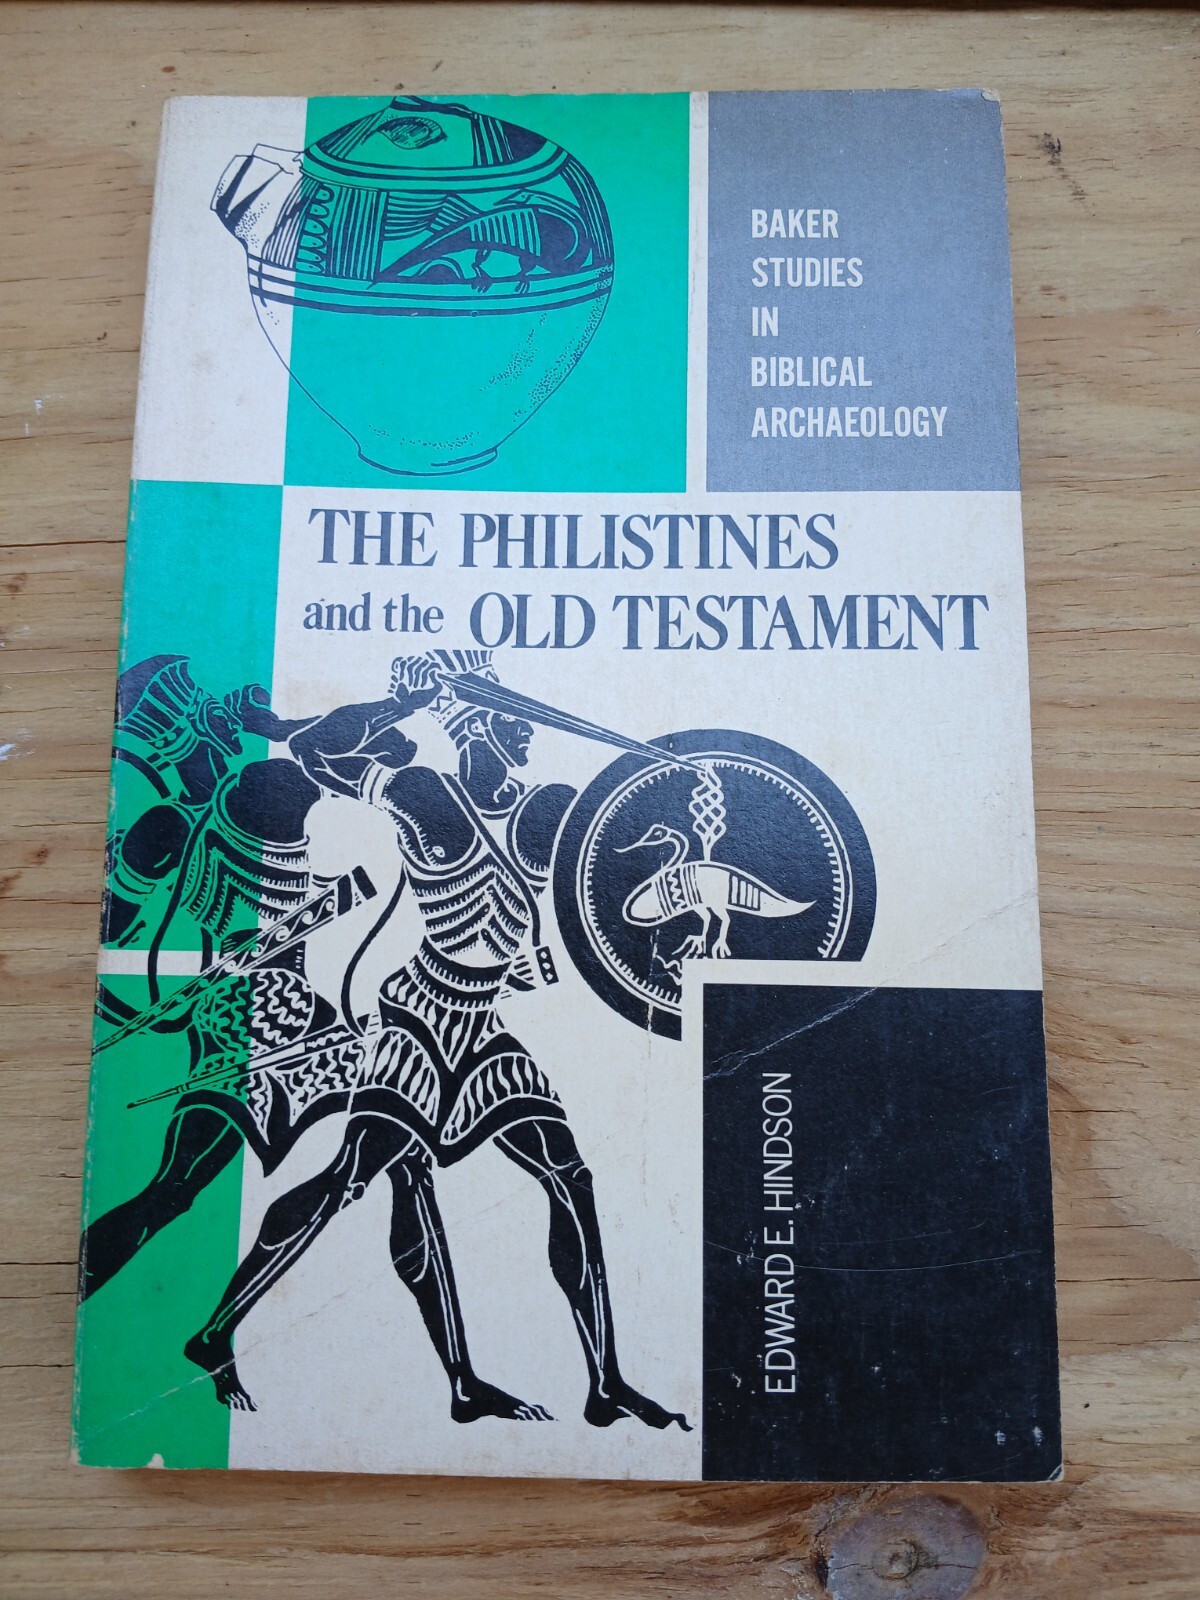 BAKER
STUDIES
IN
BIBLICAL
ARCHAEOLOGY
THE PHILISTINES
and the OLD TESTAMENT
EDWARD E. HINDSON